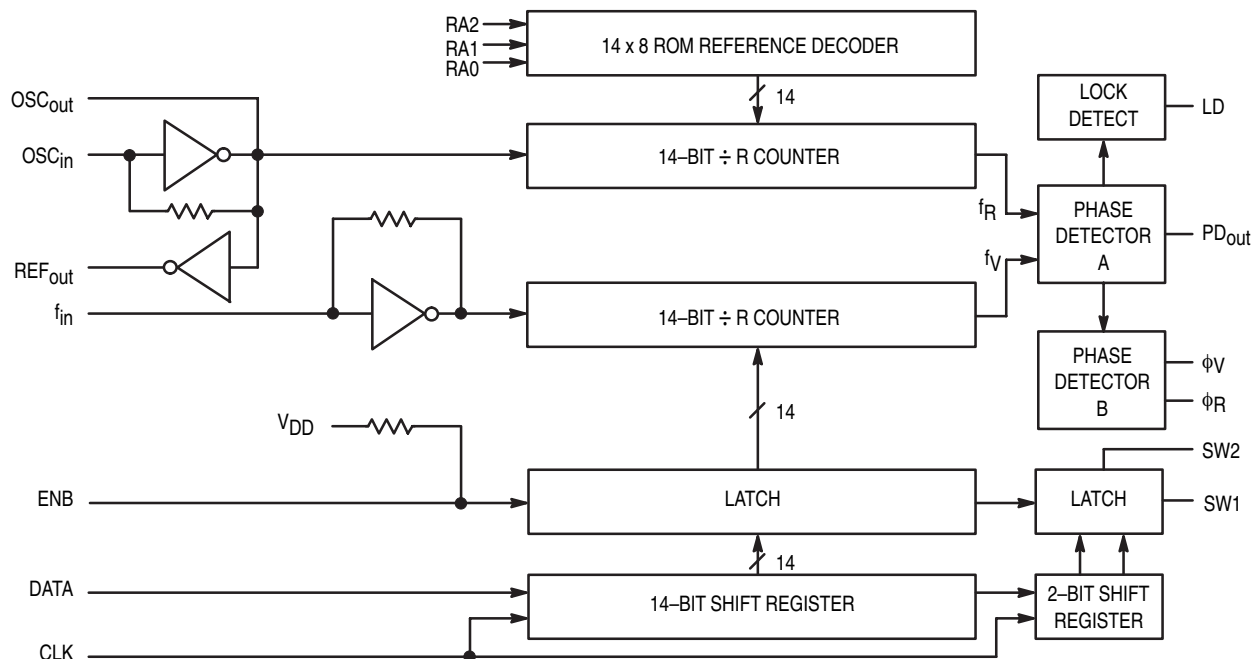 RA2
RA1
RA0
14 x 8 ROM REFERENCE DECODER
14
OSCout
OSCin
REFout
fin
14–BIT ÷ R COUNTER
fR
LOCK
DETECT
LD
PHASE
DETECTOR
A
PDout
fV
14–BIT ÷ R COUNTER
PHASE
DETECTOR
B
ϕV
ϕR
14
VDD
ENB
LATCH
LATCH
SW2
SW1
14
DATA
14–BIT SHIFT REGISTER
2–BIT SHIFT
REGISTER
CLK